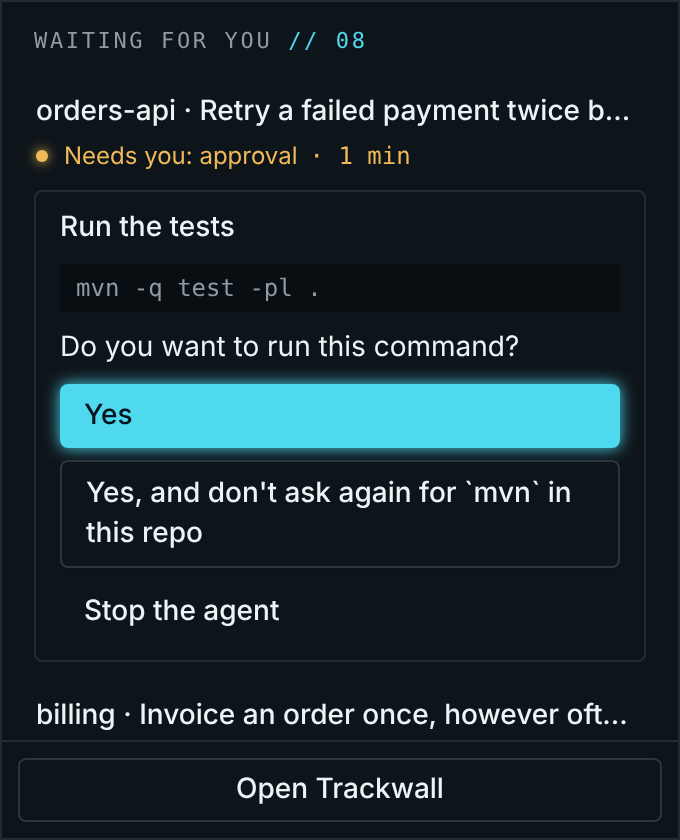 WAITING FOR YOU // 08
orders-api · Retry a failed payment twice b...
Needs you: approval · 1 min
Run the tests
mvn -q test -pl .
Do you want to run this command?
Yes
Yes, and don't ask again for `mvn` in
this repo
Stop the agent
billing · Invoice an order once, however oft...
Open Trackwall